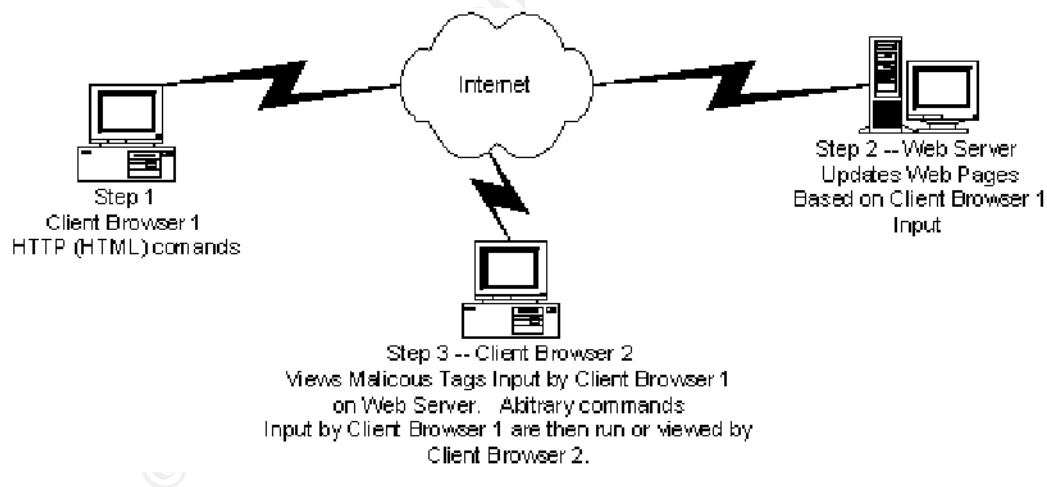 Internet
Step 1
Client Browser 1
HTTP (HTML) comands
Step 2 -- Web Server
Updates Web Pages
Based on Client Browser 1
Input
Step 3 -- Client Browser 2
Views Malicous Tags Input by Client Browser 1
on Web Server. Abitrary commands
Input by Client Browser 1 are then run or viewed by
Client Browser 2.